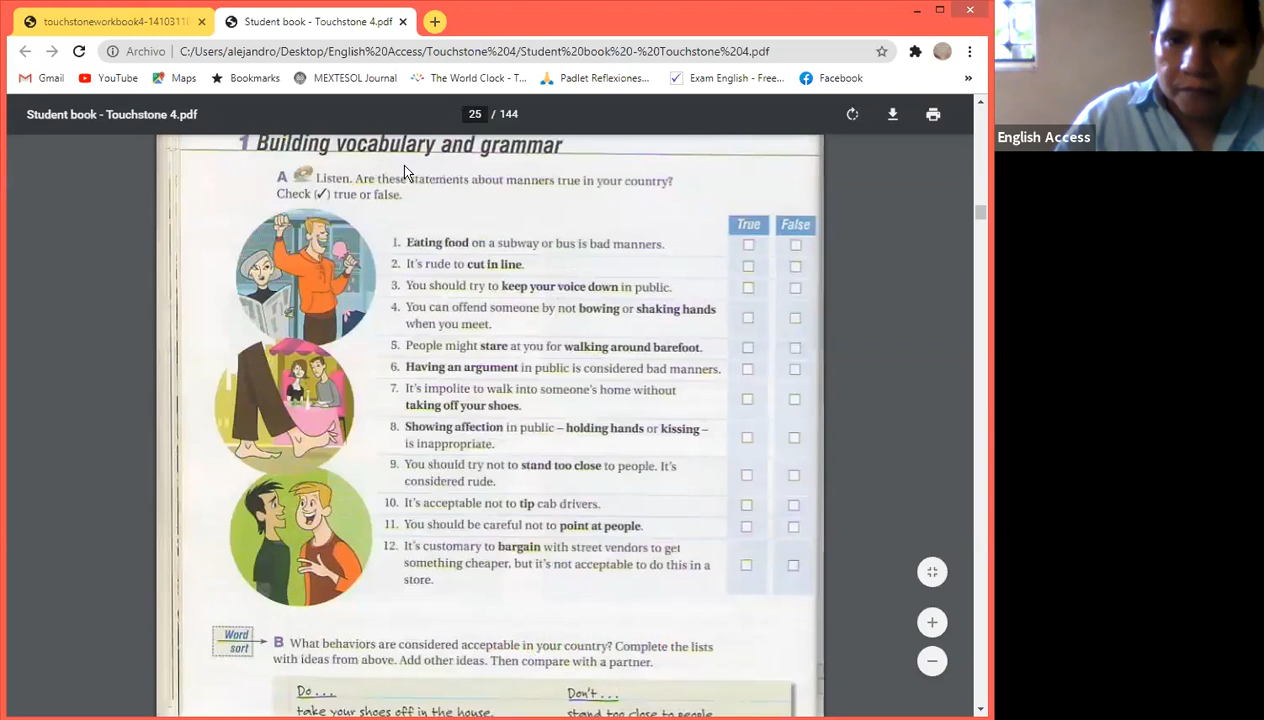 touchstoneworkbook4-1410311
Student book - Touchstone 4.pdf
Archivo
C:/Users/alejandro/Desktop/English%20Access/Touchstone%204/Student%20book%20-%20Touchstone%204.pdf
Gmail
YouTube
Maps
Bookmarks
MEXTESOL Journal
The World Clock - T...
Padlet Reflexiones...
Exam English - Free...
Facebook
»
Student book - Touchstone 4.pdf
25 / 144
English Access
1 Building vocabulary and grammar
A Listen. Are these statements about manners true in your country?
Check (✓) true or false.
True False
1. Eating food on a subway or bus is bad manners.
2. It's rude to cut in line.
3. You should try to keep your voice down in public.
4. You can offend someone by not bowing or shaking hands
when you meet.
5. People might stare at you for walking around barefoot.
6. Having an argument in public is considered bad manners.
7. It's impolite to walk into someone's home without
taking off your shoes.
8. Showing affection in public – holding hands or kissing –
is inappropriate.
9. You should try not to stand too close to people. It's
considered rude.
10. It's acceptable not to tip cab drivers.
11. You should be careful not to point at people.
12. It's customary to bargain with street vendors to get
something cheaper, but it's not acceptable to do this in a
store.
Word
sort
B What behaviors are considered acceptable in your country? Complete the lists
with ideas from above. Add other ideas. Then compare with a partner.
Do... Don't...
take your shoes off in the house. stand too close to people